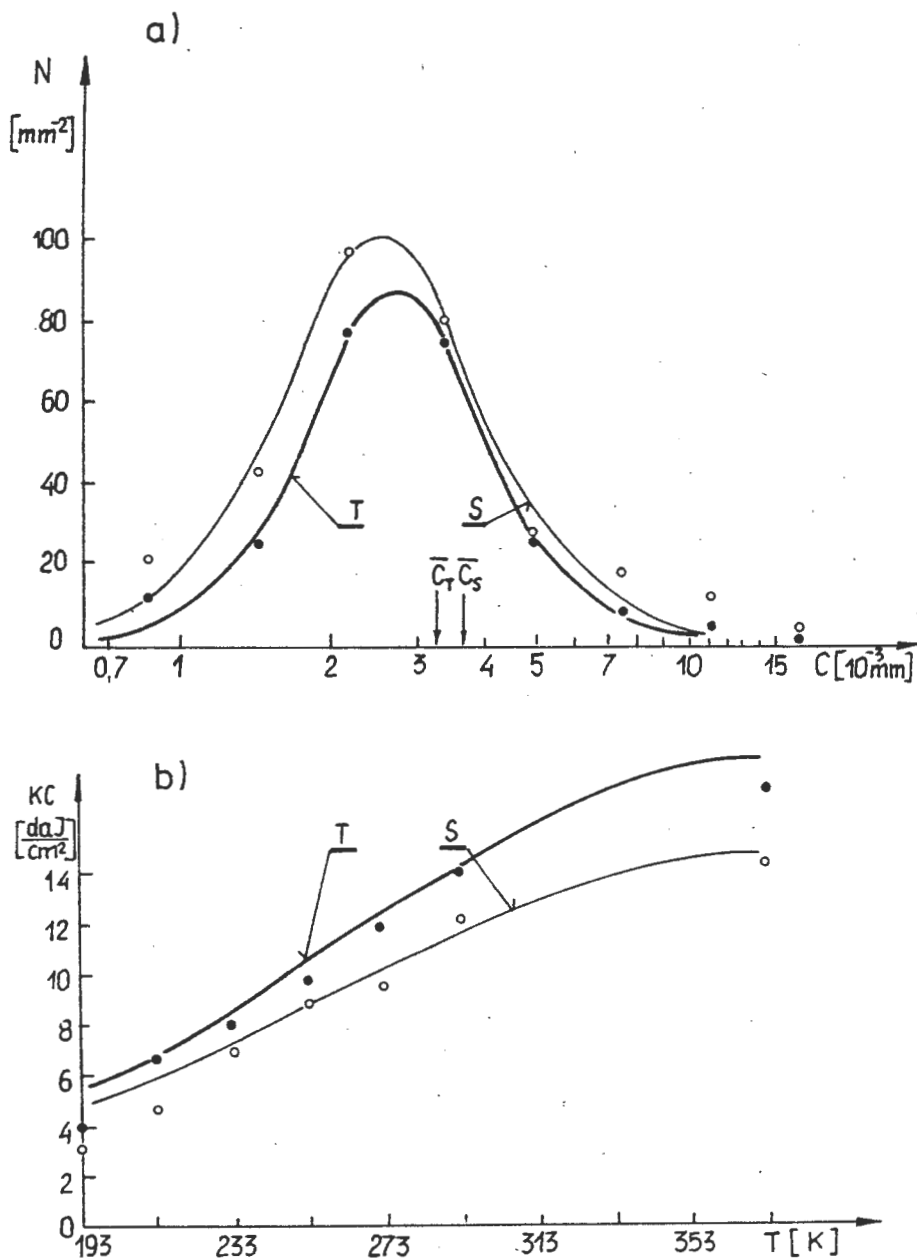 a)
N
[mm⁻²]
100
80
60
40
20
0
T
S
C̅T C̅S
0,7 1 2 3 4 5 7 10 15 C[10⁻³mm]
b)
KC
[daJ/cm²]
T
S
14
12
10
8
6
4
2
0
193 233 273 313 353 T[K]